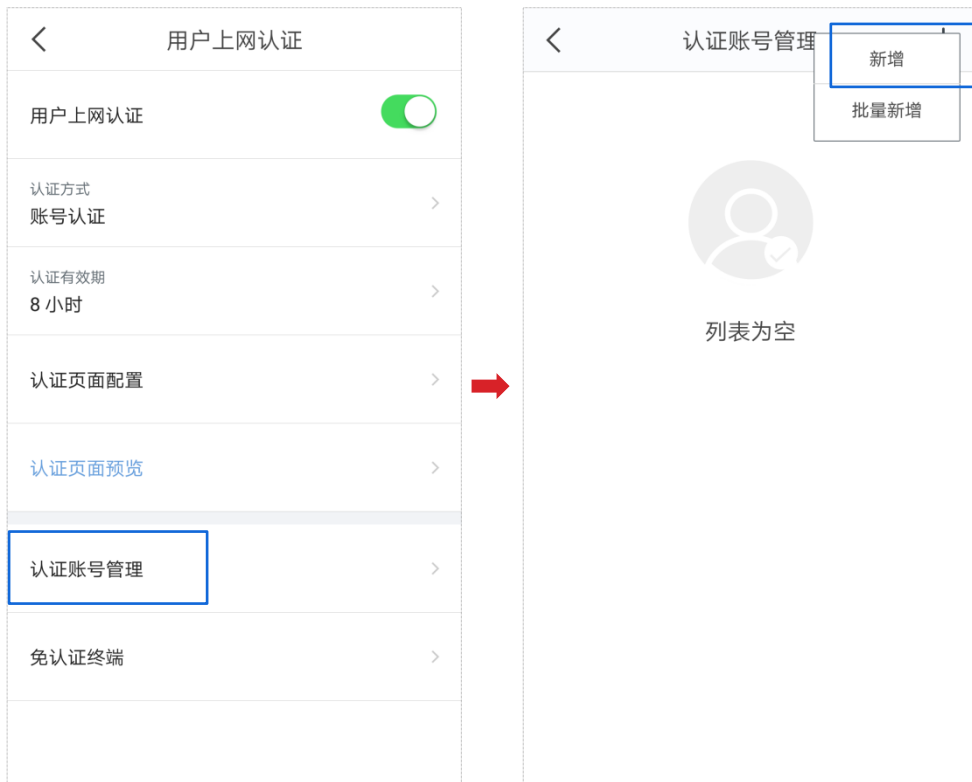 用户上网认证
用户上网认证
认证方式
账号认证
认证有效期
8 小时
认证页面配置
认证页面预览
认证账号管理
免认证终端
认证账号管理
新增
批量新增
列表为空